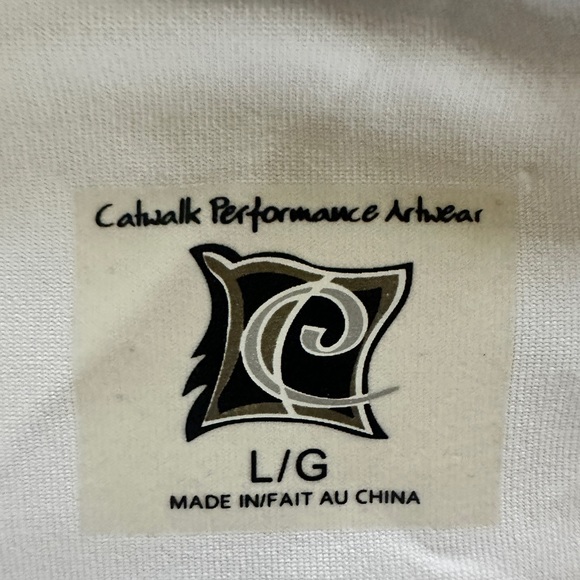 Catwalk Performance Artwear
C
L/G
MADE IN/FAIT AU CHINA